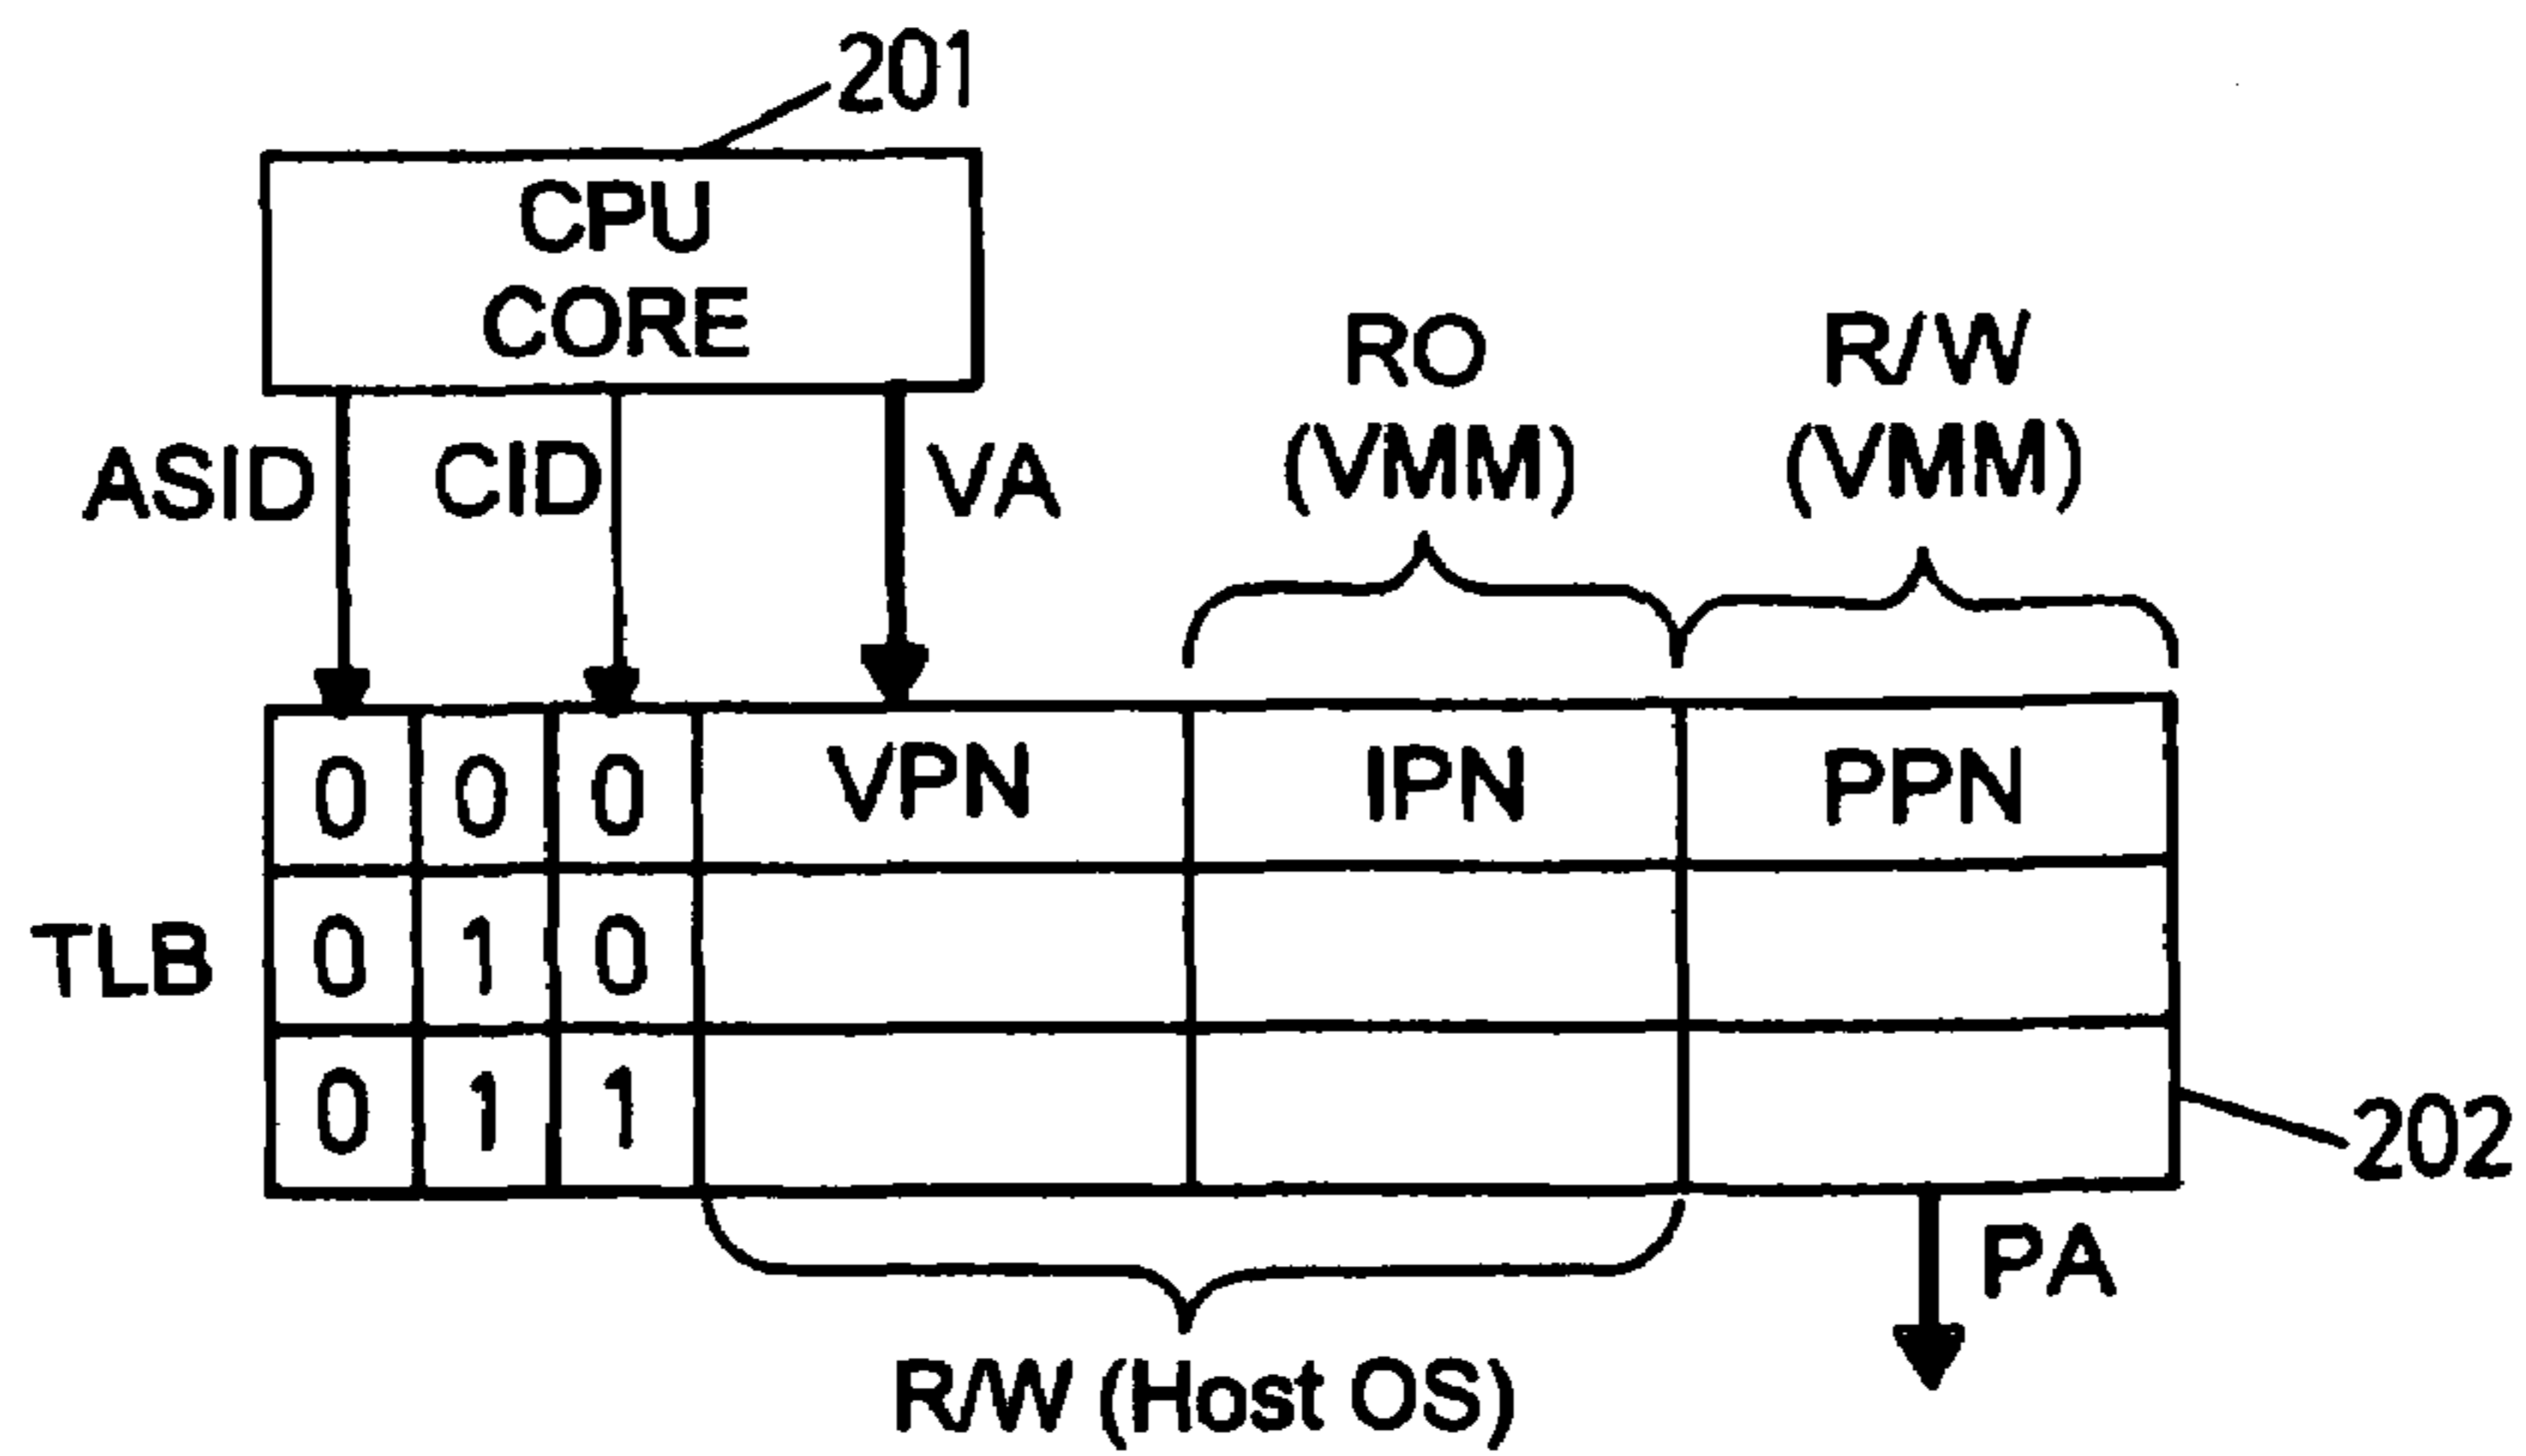 201
CPU
CORE
RO
(VMM)
R/W
(VMM)
ASID
CID
VA
0 0 0 VPN IPN PPN
TLB
0 1 0
0 1 1
202
PA
R/W (Host OS)